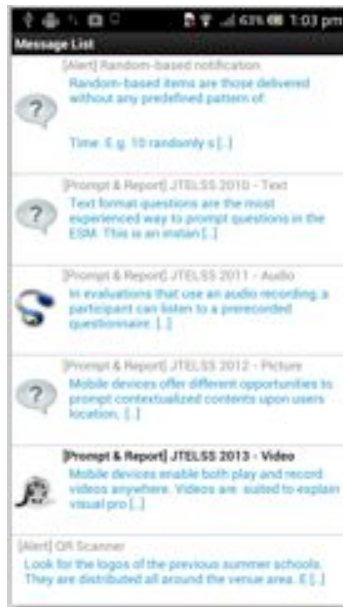 63% 1:03 pm
Message List
[Alert] Random-based notification
Random-based items are those delivered
without any predefined pattern of:
Time. E.g. 10 randomly s [..]
[Prompt & Report] JTELSS 2010 - Text
Text format questions are the most
experienced way to prompt questions in the
ESM. This is an instan [..]
[Prompt & Report] JTELSS 2011 - Audio
In evaluations that use an audio recording, a
participant can listen to a prerecorded
questionnaire. [..]
[Prompt & Report] JTELSS 2012 - Picture
Mobile devices offer different opportunities to
prompt contextualized contents upon users
location, [..]
[Prompt & Report] JTELSS 2013 - Video
Mobile devices enable both play and record
videos anywhere. Videos are suited to explain
visual pro [..]
[Alert] QR Scanner
Look for the logos of the previous summer schools.
They are distributed all around the venue area. E [..]